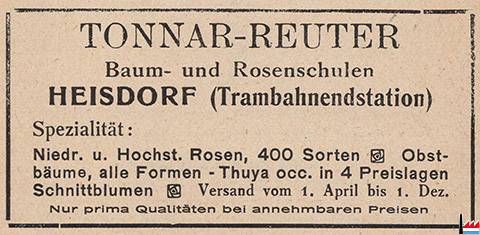 TONNAR-REUTER
Baum- und Rosenschulen
HEISDORF (Trambahnendstation)
Spezialität:
Niedr. u. Hochst. Rosen, 400 Sorten Obst-
bäume, alle Formen - Thuya occ. in 4 Preislagen
Schnittblumen Versand vom 1. April bis 1. Dez.
Nur prima Qualitäten bei annehmbaren Preisen